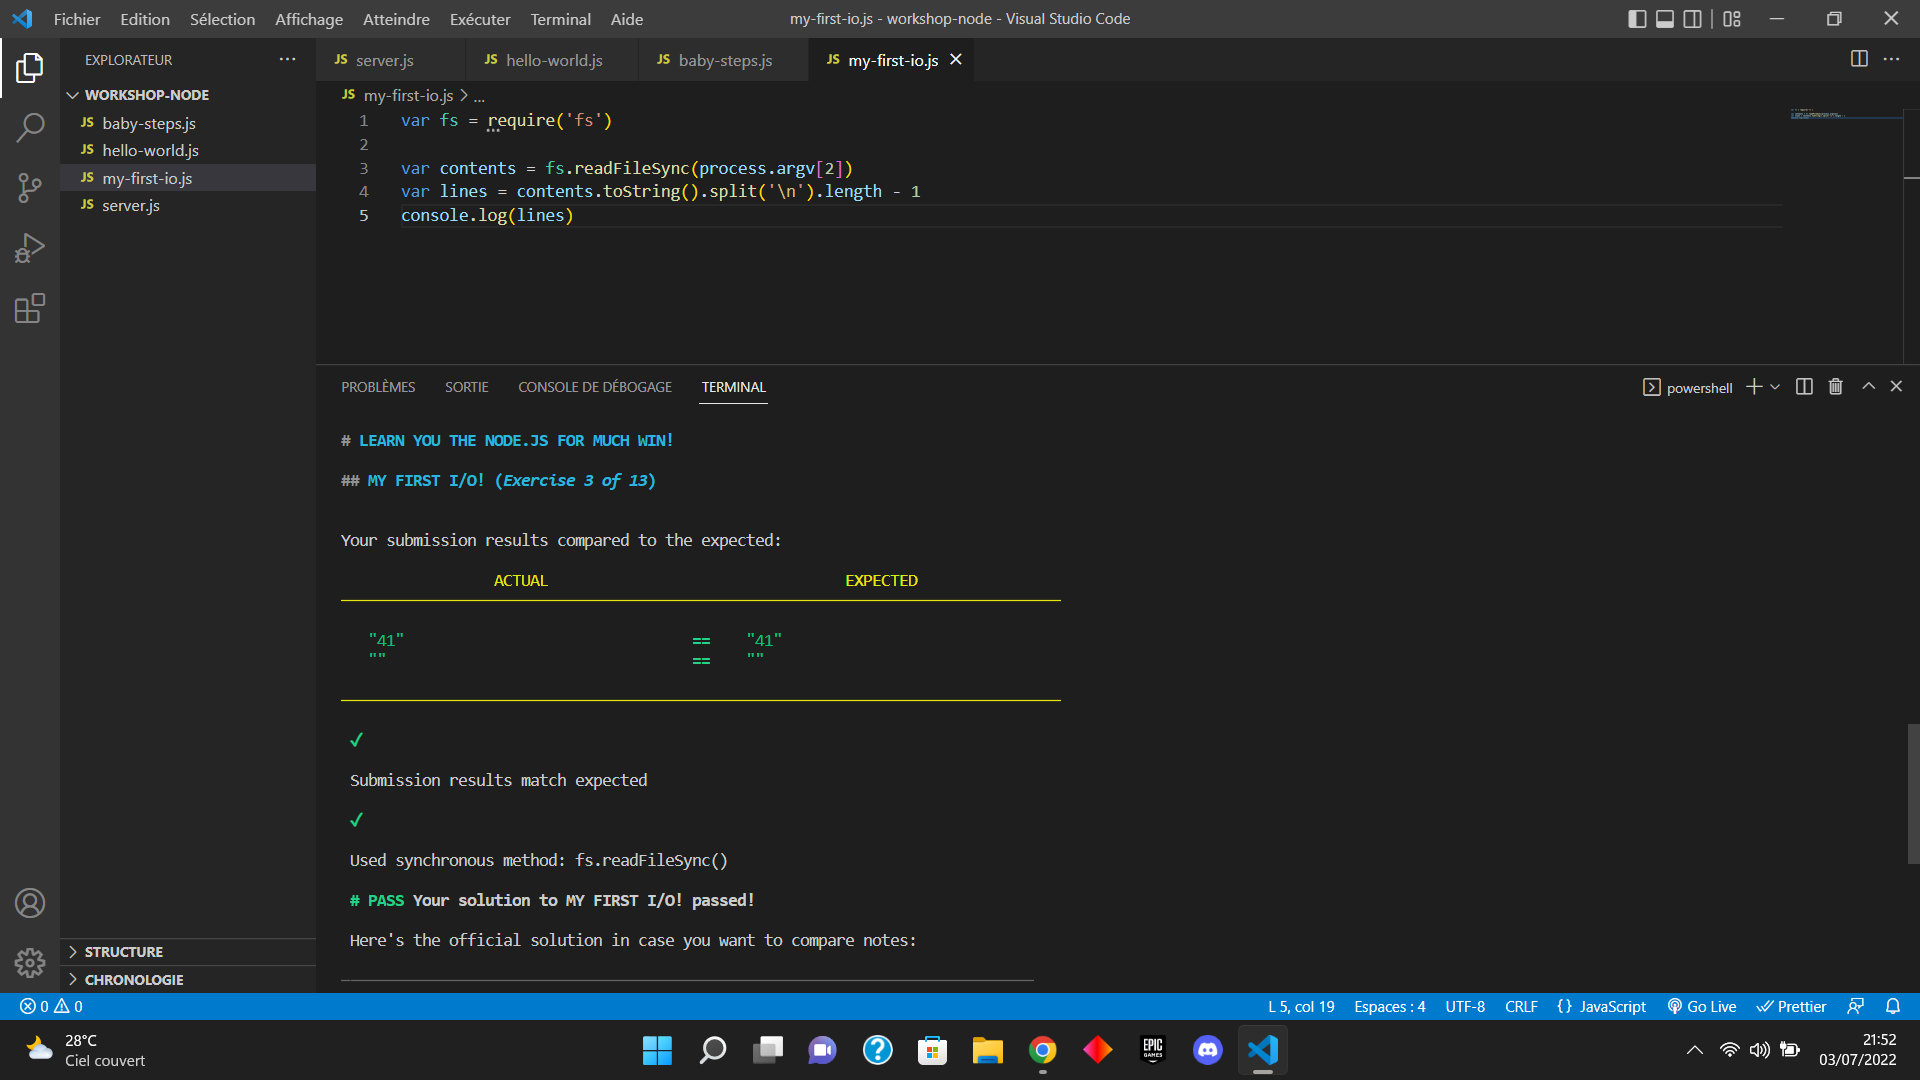 Fichier Edition Sélection Affichage Atteindre Exécuter Terminal Aide
my-first-io.js - workshop-node - Visual Studio Code
EXPLORATEUR
WORKSHOP-NODE
JS baby-steps.js
JS hello-world.js
JS my-first-io.js
JS server.js
STRUCTURE
CHRONOLOGIE
JS server.js JS hello-world.js JS baby-steps.js JS my-first-io.js
JS my-first-io.js > ...
1 var fs = require('fs')
2
3 var contents = fs.readFileSync(process.argv[2])
4 var lines = contents.toString().split('\n').length - 1
5 console.log(lines)
PROBLÈMES SORTIE CONSOLE DE DÉBOGAGE TERMINAL
powershell
# LEARN YOU THE NODE.JS FOR MUCH WIN!
## MY FIRST I/O! (Exercise 3 of 13)
Your submission results compared to the expected:
ACTUAL EXPECTED
"41" == "41"
"" == ""
✓
Submission results match expected
✓
Used synchronous method: fs.readFileSync()
# PASS Your solution to MY FIRST I/O! passed!
Here's the official solution in case you want to compare notes:
0 0 L 5, col 19 Espaces : 4 UTF-8 CRLF {} JavaScript Go Live Prettier
28°C
Ciel couvert
EPIC
GAMES
21:52
03/07/2022